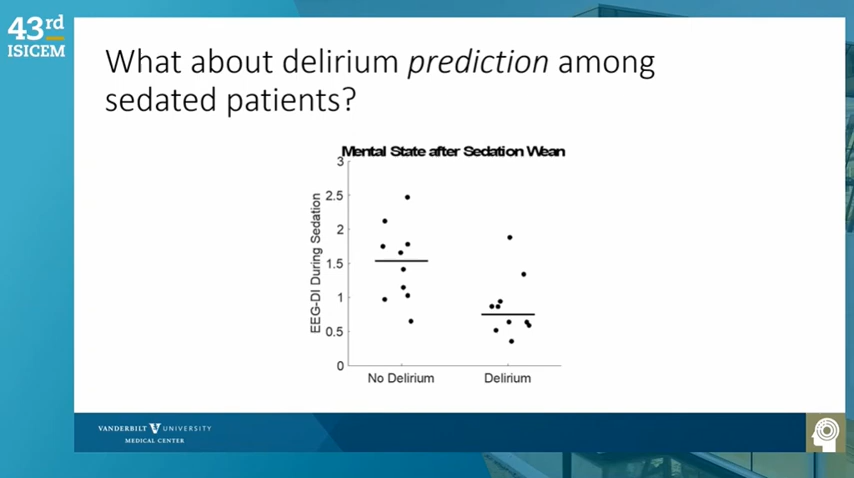 43rd
ISICEM
What about delirium prediction among
sedated patients?
Mental State after Sedation Wean
EEG-DI During Sedation
3
2.5
2
1.5
1
0.5
0
No Delirium
Delirium
VANDERBILT V UNIVERSITY
MEDICAL CENTER